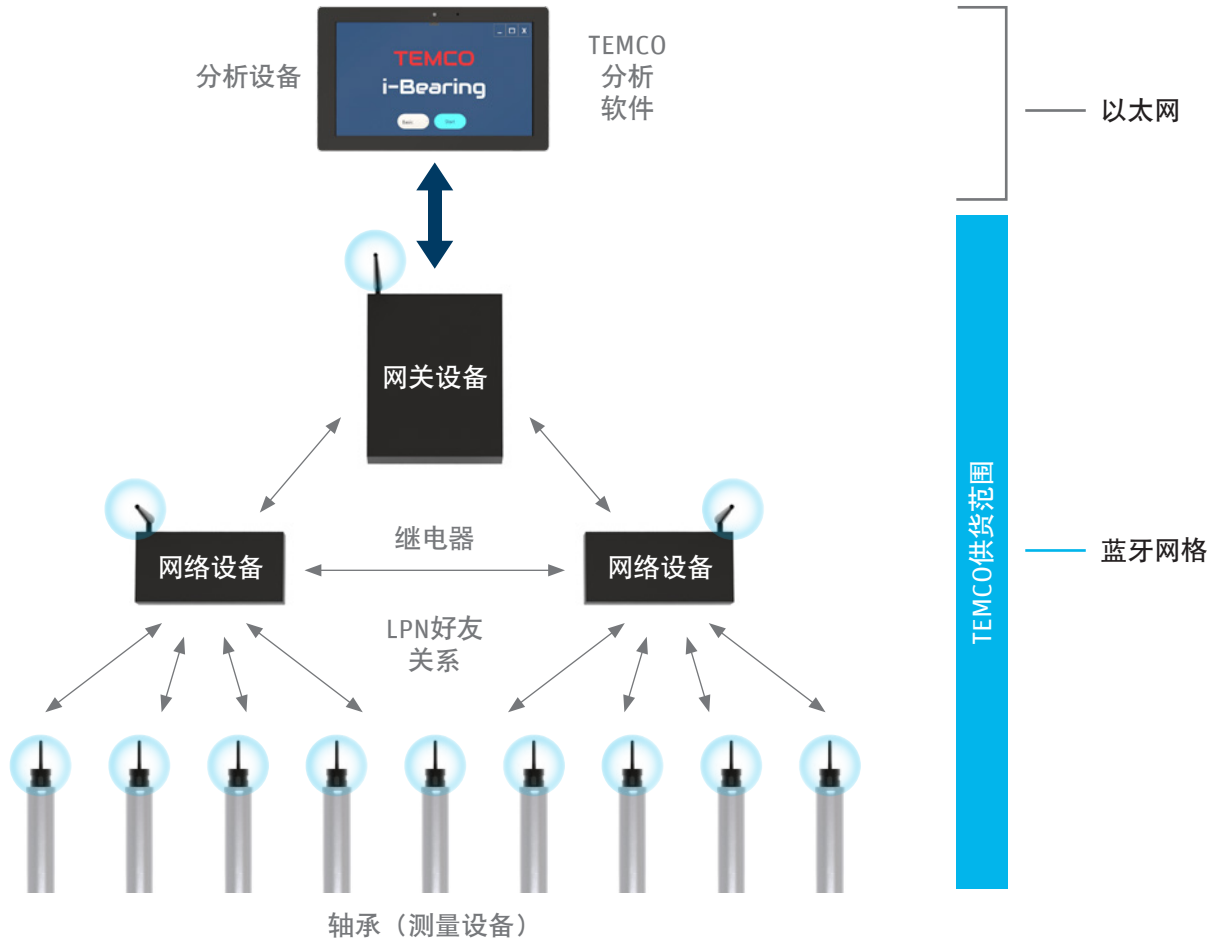 分析设备
TEMCO
i-Bearing
Basic
Start
TEMCO
分析
软件
以太网
网关设备
网络设备
继电器
网络设备
LPN好友
关系
TEMCO供货范围
蓝牙网格
轴承（测量设备）